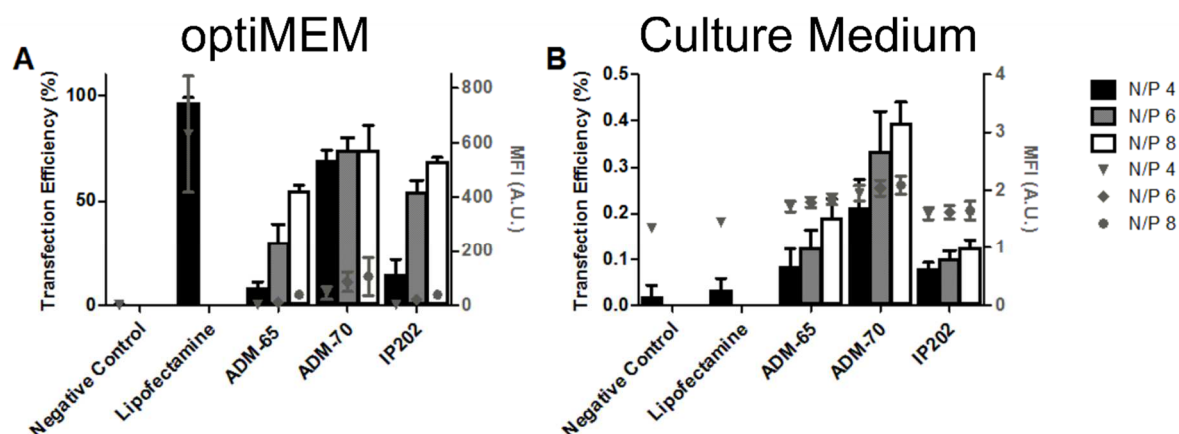 optiMEM
Culture Medium
A
B
Transfection Efficiency (%)
100
50
0
800
600
400
200
0
MFI (A.U.)
Negative Control
Lipofectamine
ADM-65
ADM-70
IP202
Transfection Efficiency (%)
0.5
0.4
0.3
0.2
0.1
0.0
4
3
2
1
0
MFI (A.U.)
Negative Control
Lipofectamine
ADM-65
ADM-70
IP202
N/P 4
N/P 6
N/P 8
N/P 4
N/P 6
N/P 8